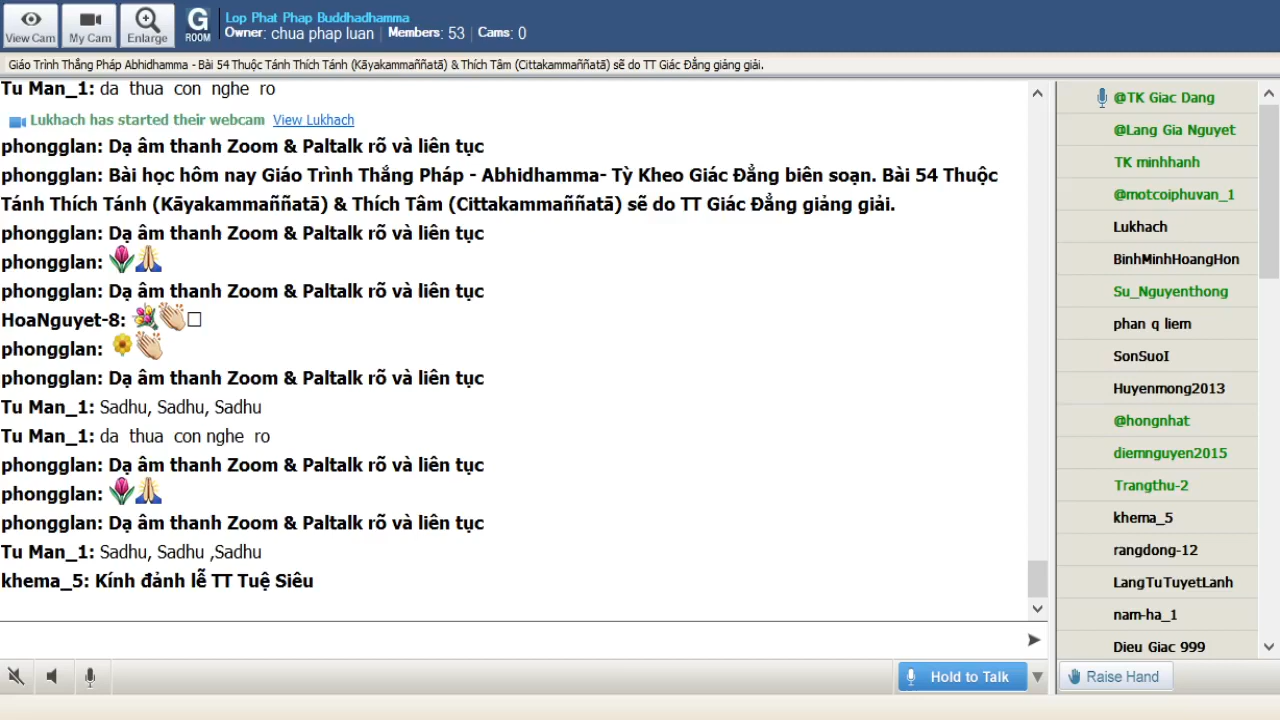 View Cam
My Cam
Enlarge
G
ROOM
Lop Phat Phap Buddhadhamma
Owner: chua phap luan Members: 53 Cams: 0
Giáo Trình Thắng Pháp Abhidhamma - Bài 54 Thuộc Tánh Thích Tánh (Kāyakammaññatā) & Thích Tâm (Cittakammaññatā) sẽ do TT Giác Đẳng giảng giải.
Tu Man_1: da thua con nghe ro
Lukhach has started their webcam View Lukhach
phongglan: Dạ âm thanh Zoom & Paltalk rõ và liên tục
phongglan: Bài học hôm nay Giáo Trình Thắng Pháp - Abhidhamma- Tỳ Kheo Giác Đẳng biên soạn. Bài 54 Thuộc
Tánh Thích Tánh (Kāyakammaññatā) & Thích Tâm (Cittakammaññatā) sẽ do TT Giác Đẳng giảng giải.
phongglan: Dạ âm thanh Zoom & Paltalk rõ và liên tục
phongglan:
phongglan: Dạ âm thanh Zoom & Paltalk rõ và liên tục
HoaNguyet-8:
phongglan:
phongglan: Dạ âm thanh Zoom & Paltalk rõ và liên tục
Tu Man_1: Sadhu, Sadhu, Sadhu
Tu Man_1: da thua con nghe ro
phongglan: Dạ âm thanh Zoom & Paltalk rõ và liên tục
phongglan:
phongglan: Dạ âm thanh Zoom & Paltalk rõ và liên tục
Tu Man_1: Sadhu, Sadhu ,Sadhu
khema_5: Kính đảnh lễ TT Tuệ Siêu
@TK Giac Dang
@Lang Gia Nguyet
TK minhhanh
@motcoiphuvan_1
Lukhach
BinhMinhHoangHon
Su_Nguyenthong
phan q liem
SonSuoI
Huyenmong2013
@hongnhat
diemnguyen2015
Trangthu-2
khema_5
rangdong-12
LangTuTuyetLanh
nam-ha_1
Dieu Giac 999
Hold to Talk
Raise Hand